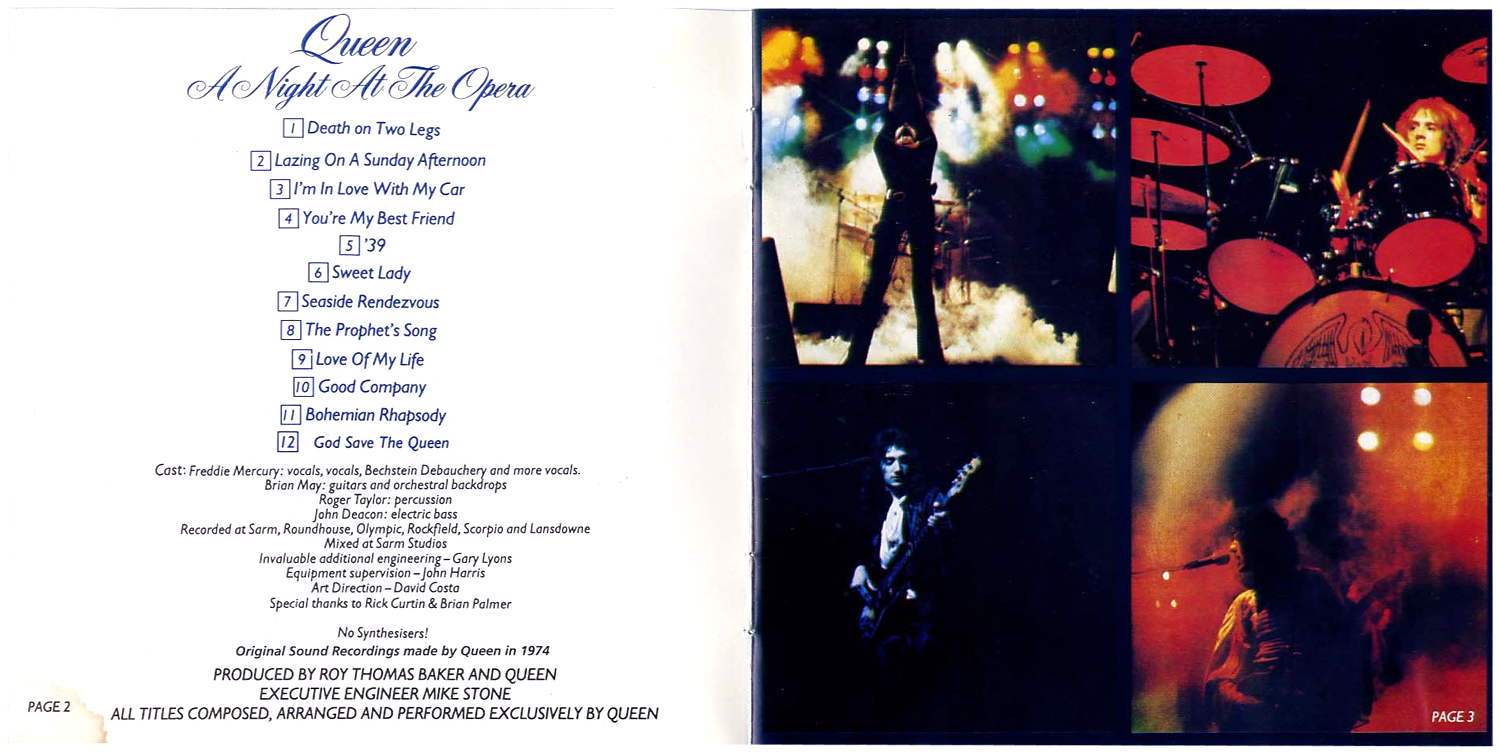 Queen
A Night At The Opera
1 Death on Two Legs
2 Lazing On A Sunday Afternoon
3 I'm In Love With My Car
4 You're My Best Friend
5 '39
6 Sweet Lady
7 Seaside Rendezvous
8 The Prophet's Song
9 Love Of My Life
10 Good Company
11 Bohemian Rhapsody
12 God Save The Queen
Cast: Freddie Mercury: vocals, vocals, Bechstein Debauchery and more vocals.
Brian May: guitars and orchestral backdrops
Roger Taylor: percussion
John Deacon: electric bass
Recorded at Sarm, Roundhouse, Olympic, Rockfield, Scorpio and Lansdowne
Mixed at Sarm Studios
Invaluable additional engineering – Gary Lyons
Equipment supervision – John Harris
Art Direction – David Costa
Special thanks to Rick Curtin & Brian Palmer
No Synthesisers!
Original Sound Recordings made by Queen in 1974
PRODUCED BY ROY THOMAS BAKER AND QUEEN
EXECUTIVE ENGINEER MIKE STONE
ALL TITLES COMPOSED, ARRANGED AND PERFORMED EXCLUSIVELY BY QUEEN
PAGE 2
PAGE 3